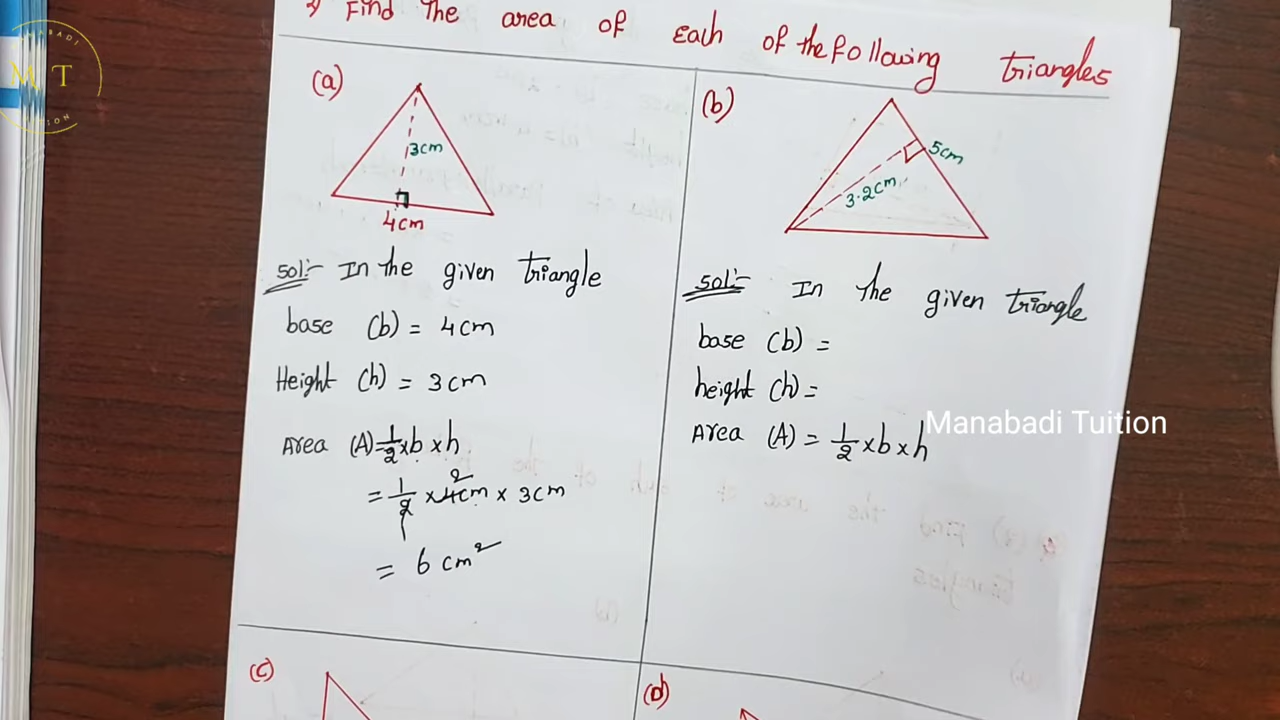 Find The area of Each of the following triangles
(a)
3cm
4cm
Sol:- In the given triangle
base (b) = 4cm
Height (h) = 3cm
Area (A) = 1/2 x b x h
= 1/2 x 4cm x 3cm
2
1
= 6 cm²
(b)
5cm
3.2cm
Sol:- In the given triangle
base (b) =
height (h) =
Area (A) = 1/2 x b x h
Manabadi Tuition
(c)
(d)
M T